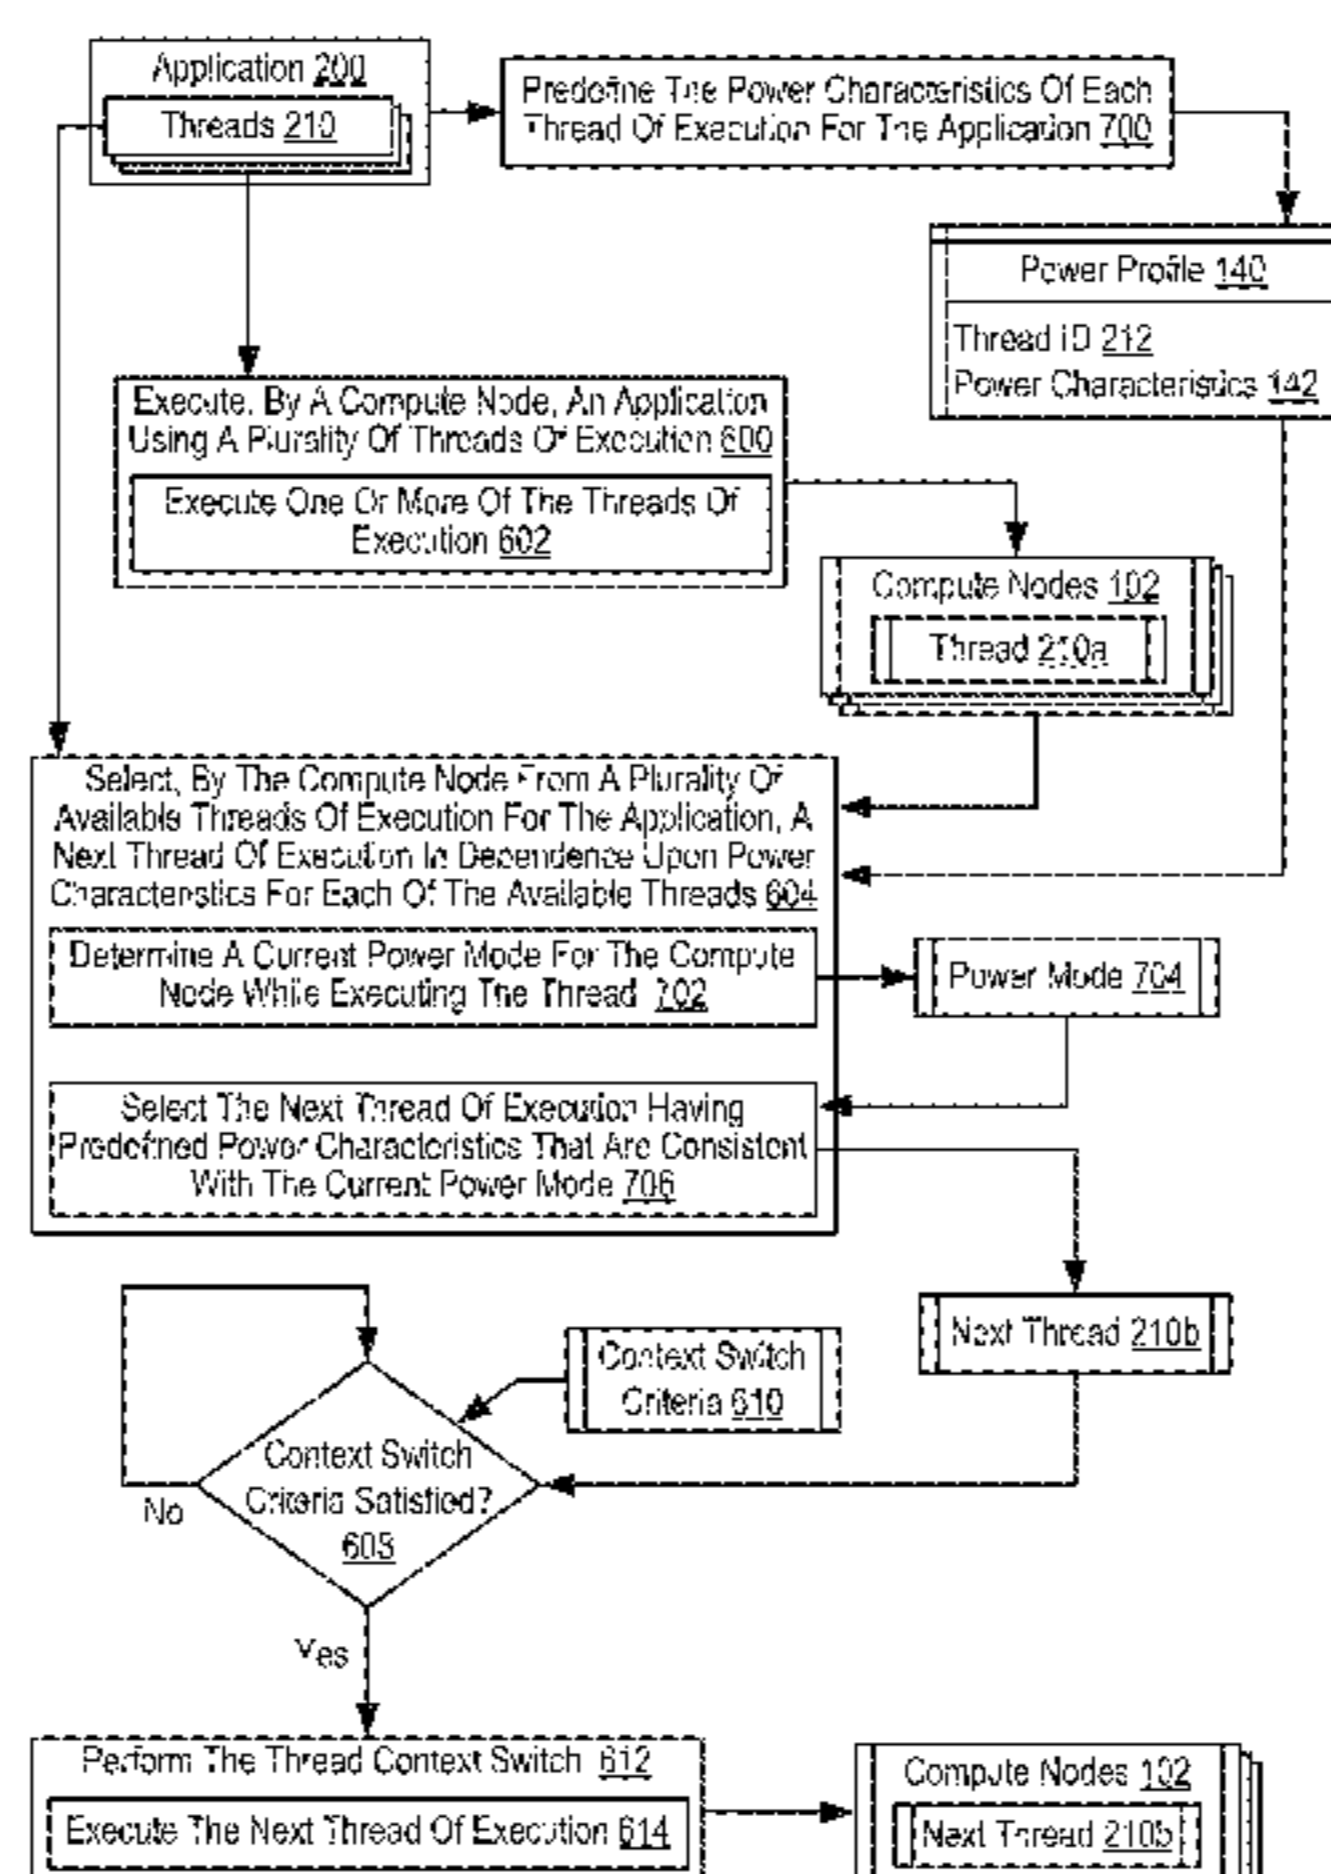 Application 200
Threads 210
Predefine The Power Characteristics Of Each
Thread Of Execution For The Application 700
Power Profile 140
Thread ID 212
Power Characteristics 142
Execute, By A Compute Node, An Application
Using A Plurality Of Threads Of Execution 600
Execute One Or More Of The Threads Of
Execution 602
Compute Nodes 102
Thread 210a
Select, By The Compute Node From A Plurality Of
Available Threads Of Execution For The Application, A
Next Thread Of Execution In Dependence Upon Power
Characteristics For Each Of The Available Threads 604
Determine A Current Power Mode For The Compute
Node While Executing The Thread 702
Power Mode 704
Select The Next Thread Of Execution Having
Predefined Power Characteristics That Are Consistent
With The Current Power Mode 706
Next Thread 210b
Context Switch
Criteria 610
Context Switch
Criteria Satisfied?
608
No
Yes
Perform The Thread Context Switch 612
Execute The Next Thread Of Execution 614
Compute Nodes 102
Next Thread 210b